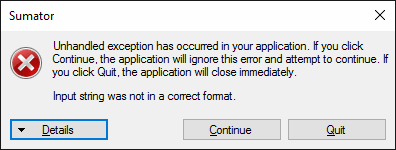 Sumator
Unhandled exception has occurred in your application. If you click
Continue, the application will ignore this error and attempt to continue. If
you click Quit, the application will close immediately.
Input string was not in a correct format.
Details
Continue
Quit